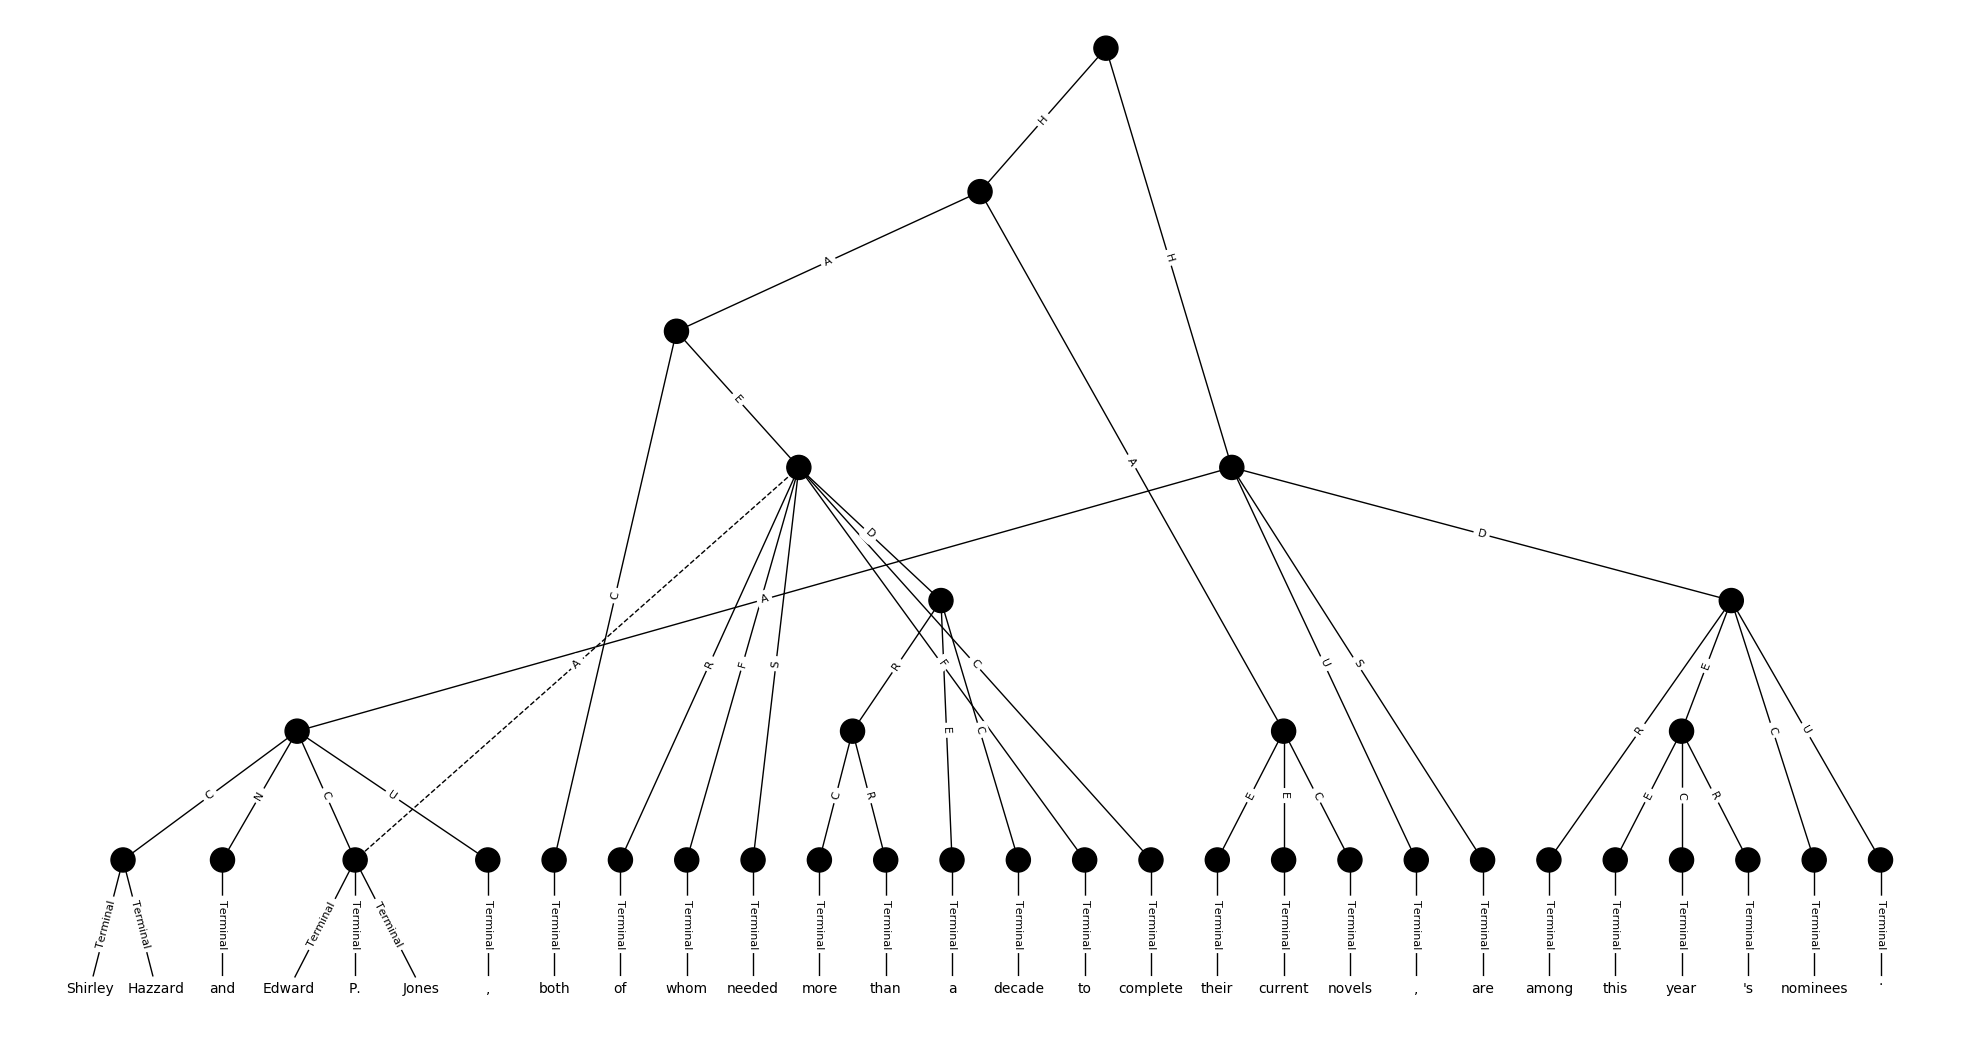 H
H
A
E
A
D
D
C
A
A
R
F
S
R
F
C
U
S
E
E
C
R
C
U
C
N
C
U
C
R
E
E
C
E
C
R
Terminal Terminal Terminal Terminal Terminal Terminal Terminal Terminal Terminal Terminal Terminal Terminal Terminal Terminal Terminal Terminal Terminal Terminal Terminal Terminal Terminal Terminal Terminal Terminal Terminal Terminal Terminal Terminal
Shirley Hazzard and Edward P. Jones , both of whom needed more than a decade to complete their current novels , are among this year 's nominees .